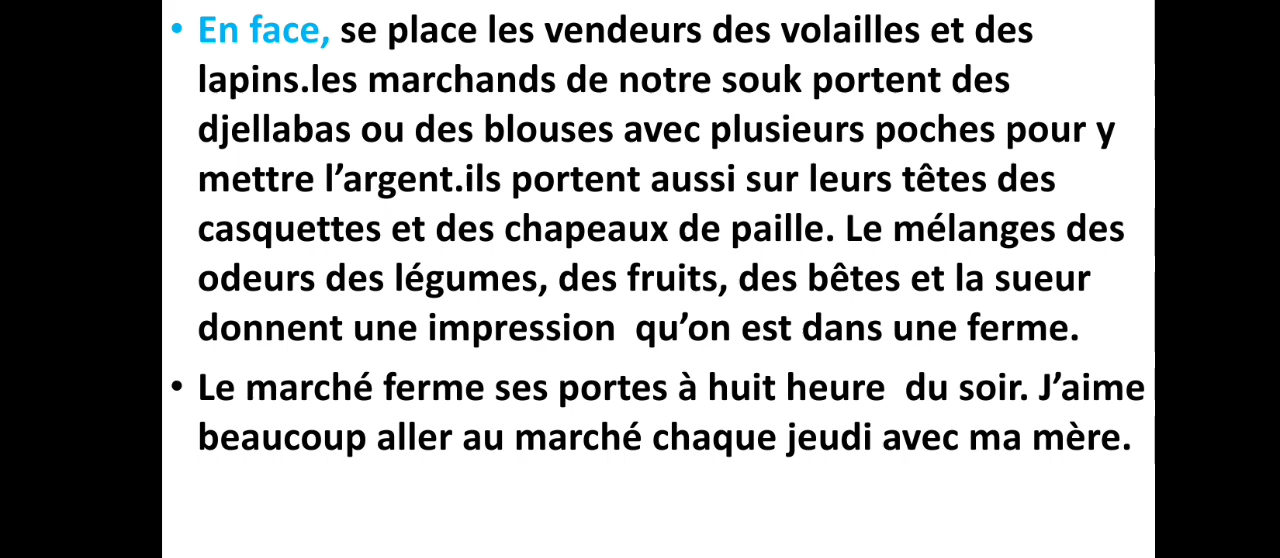 • En face, se place les vendeurs des volailles et des
lapins.les marchands de notre souk portent des
djellabas ou des blouses avec plusieurs poches pour y
mettre l’argent.ils portent aussi sur leurs têtes des
casquettes et des chapeaux de paille. Le mélanges des
odeurs des légumes, des fruits, des bêtes et la sueur
donnent une impression  qu’on est dans une ferme.
• Le marché ferme ses portes à huit heure  du soir. J’aime
beaucoup aller au marché chaque jeudi avec ma mère.